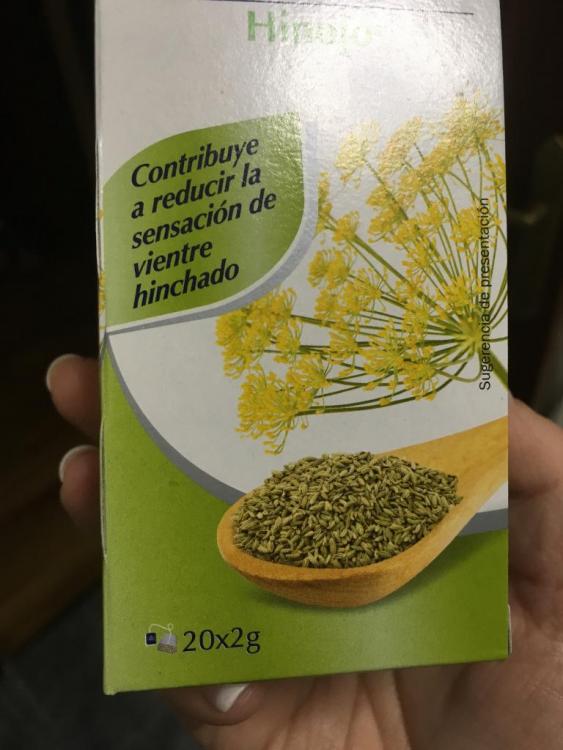 Hinojo
Contribuye
a reducir la
sensación de
vientre
hinchado
Sugerencia de presentación
20x2g